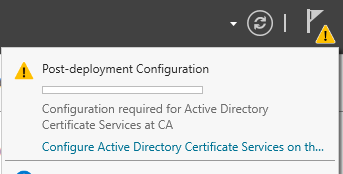 Post-deployment Configuration
Configuration required for Active Directory
Certificate Services at CA
Configure Active Directory Certificate Services on th...